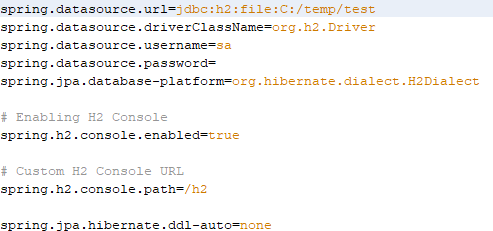 spring.datasource.url=jdbc:h2:file:C:/temp/test
spring.datasource.driverClassName=org.h2.Driver
spring.datasource.username=sa
spring.datasource.password=
spring.jpa.database-platform=org.hibernate.dialect.H2Dialect
# Enabling H2 Console
spring.h2.console.enabled=true
# Custom H2 Console URL
spring.h2.console.path=/h2
spring.jpa.hibernate.ddl-auto=none